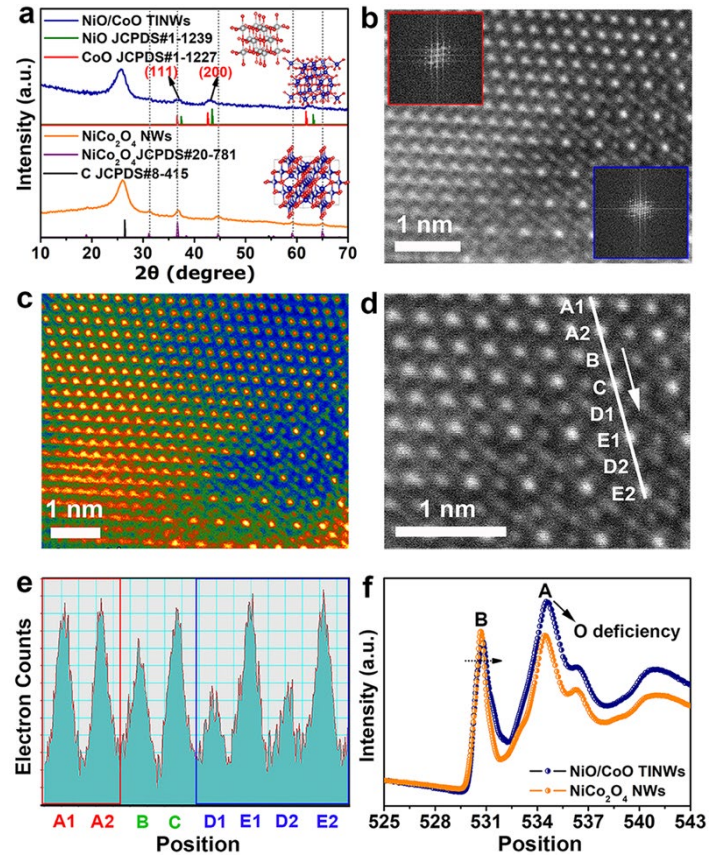 a
NiO/CoO TINWs
NiO JCPDS#1-1239
CoO JCPDS#1-1227
(111) (200)
NiCo2O4 NWs
NiCo2O4JCPDS#20-781
C JCPDS#8-415
Intensity (a.u.)
10 20 30 40 50 60 70
2θ (degree)
b
1 nm
c
1 nm
d
A1
A2
B
C
D1
E1
D2
E2
1 nm
e
Electron Counts
A1 A2 B C D1 E1 D2 E2
Position
f
Intensity (a.u.)
B A
O deficiency
NiO/CoO TINWs
NiCo2O4 NWs
525 528 531 534 537 540 543
Position